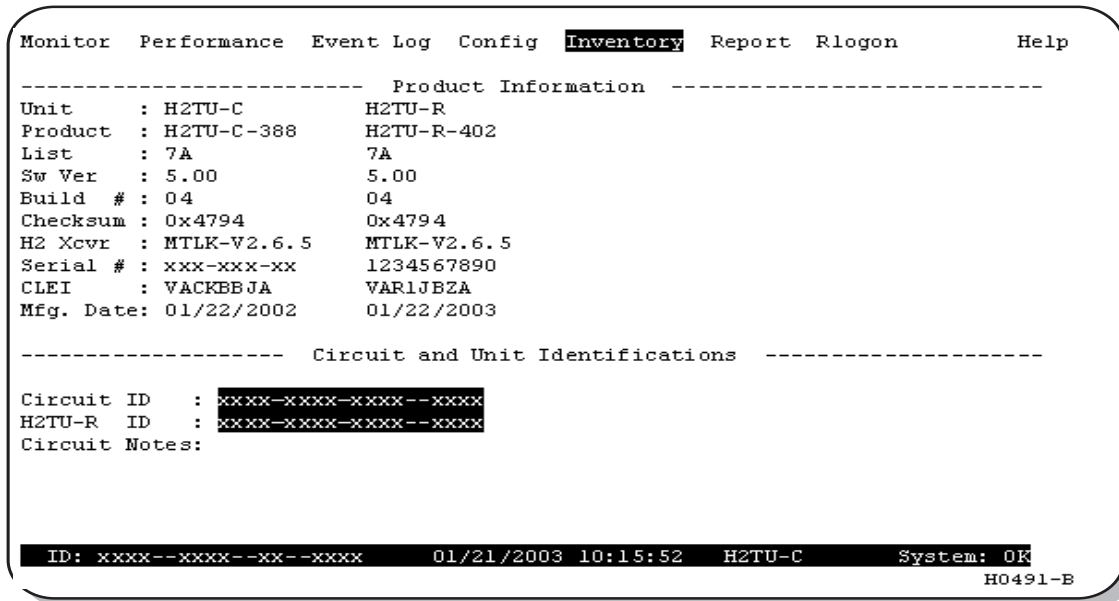 Monitor  Performance  Event Log  Config  Inventory  Report  Rlogon  Help
-------------------------- Product Information ----------------------------
Unit     : H2TU-C      H2TU-R
Product  : H2TU-C-388   H2TU-R-402
List     : 7A          7A
Sw Ver   : 5.00        5.00
Build  # : 04          04
Checksum : 0x4794      0x4794
H2 Xcvr  : MTLK-V2.6.5    MTLK-V2.6.5
Serial # : xxx-xxx-xx   1234567890
CLEI     : VACKBBJA    VAR1JBZA
Mfg. Date: 01/22/2002   01/22/2003
-------------------- Circuit and Unit Identifications ---------------------
Circuit ID   : xxxx-xxxx-xxxx--xxxx
H2TU-R  ID   : xxxx-xxxx-xxxx--xxxx
Circuit Notes:
ID: xxxx--xxxx--xx--xxxx   01/21/2003 10:15:52   H2TU-C   System: OK
H0491-B